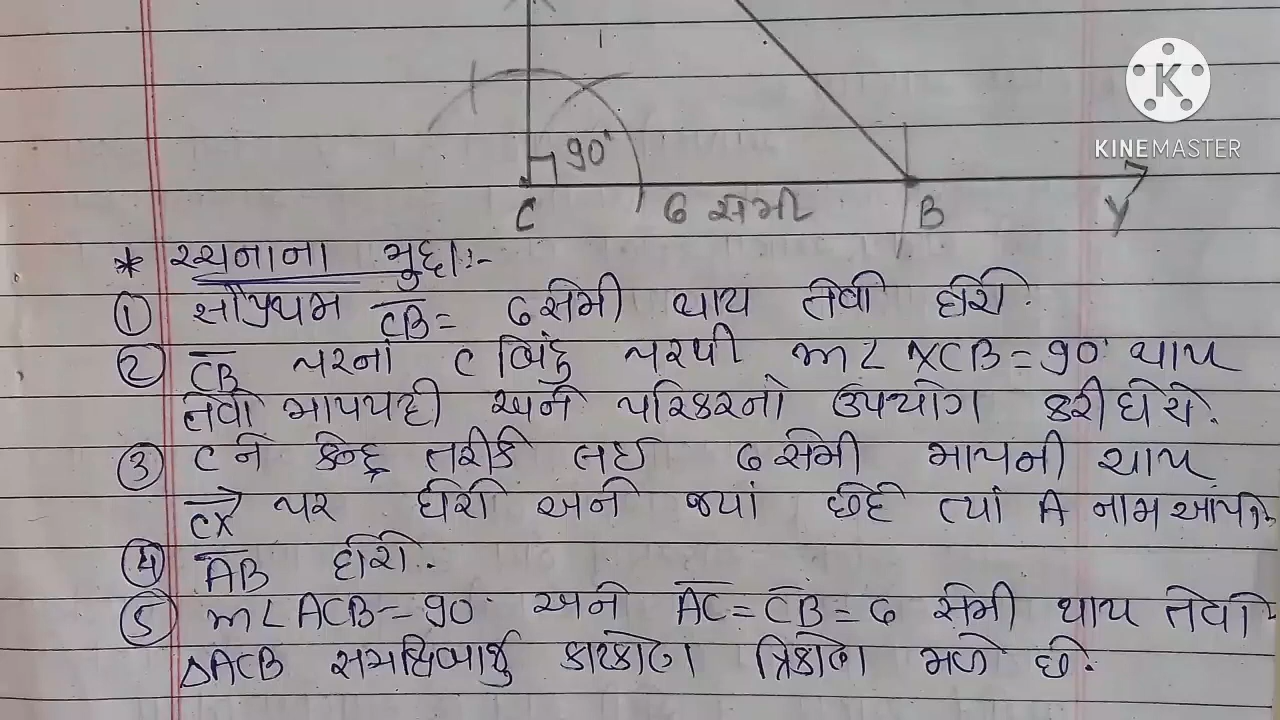 K
KINEMASTER
90°
C 6 સેમી B Y
* રચનાના મુદ્દા:-
① સૌપ્રથમ CB = 6 સેમી થાય તેવી દોરો.
② CB પરનાં C બિંદુ પરથી m∠ XCB = 90° થાય
તેવો માપપટ્ટી અને પરિકરનો ઉપયોગ કરી દોરો.
③ C ને કેન્દ્ર તરીકે લઈ 6 સેમી માપની ચાપ
CX પર દોરો અને જ્યાં છેદે ત્યાં A નામ આપો.
④ AB દોરો.
⑤ m∠ ACB = 90° અને AC = CB = 6 સેમી થાય તેવો
△ACB સમદ્વિબાજુ કાટકોણ ત્રિકોણ મળે છે.